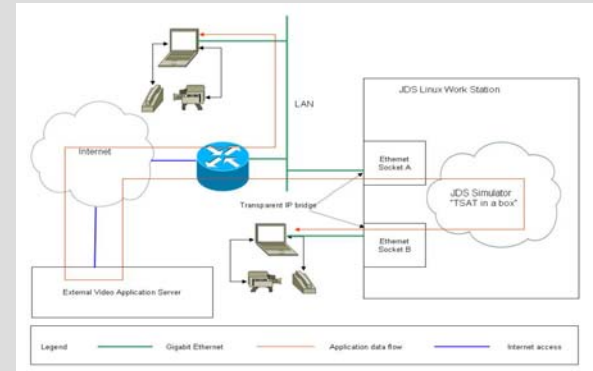 JDS Linux Work Station
LAN
Internet
Ethernet
Socket A
JDS Simulator
"TSAT in a box"
Transparent IP bridge
Ethernet
Socket B
External Video Application Server
Legend
Gigabit Ethernet
Application data flow
Internet access